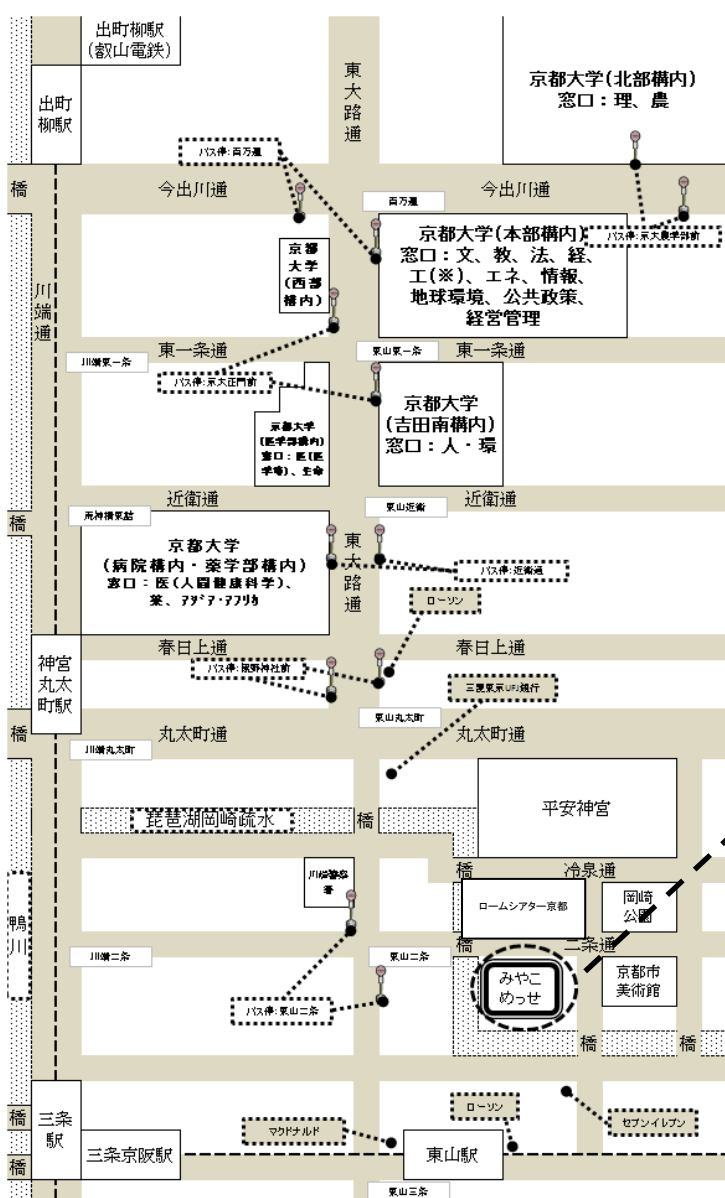 出町柳駅
(叡山電鉄)
出町
柳駅
東大路通
京都大学(北部構内)
窓口：理、農
バス停：百万遍
橋
今出川通
今出川通
百万遍
京都大学(本部構内)
窓口：文、教、法、経、
工(※)、エネ、情報、
地球環境、公共政策、
経営管理
バス停：京大農学部前
京都
大学
(西部
構内)
川端通
川端東一条
東一条通
東山東一条
東一条通
バス停：京大正門前
京都大学
(吉田南構内)
窓口：人・環
京都大学
(医学部構内)
窓口：医(医
学専)、生命
橋
荒神橋東詰
近衛通
東山近衛
近衛通
京都大学
(病院構内・薬学部構内)
窓口：医(人間健康科学)、
薬、アジア・アフリカ
東大路通
バス停：近衛通
ローソン
春日上通
春日上通
神宮
丸太
町駅
バス停：熊野神社前
三菱東京UFJ銀行
橋
東山丸太町
川端丸太町
丸太町通
丸太町通
平安神宮
琵琶湖岡崎疏水
橋
橋
冷泉通
川端警察
署
ロームシアター京都
岡崎
公園
鴨川
川端二条
東山二条
橋
二条通
みやこ
めっせ
京都市
美術館
バス停：東山二条
橋
橋
橋
三条
駅
マクドナルド
ローソン
セブンイレブン
橋
三条京阪駅
東山駅
東山三条